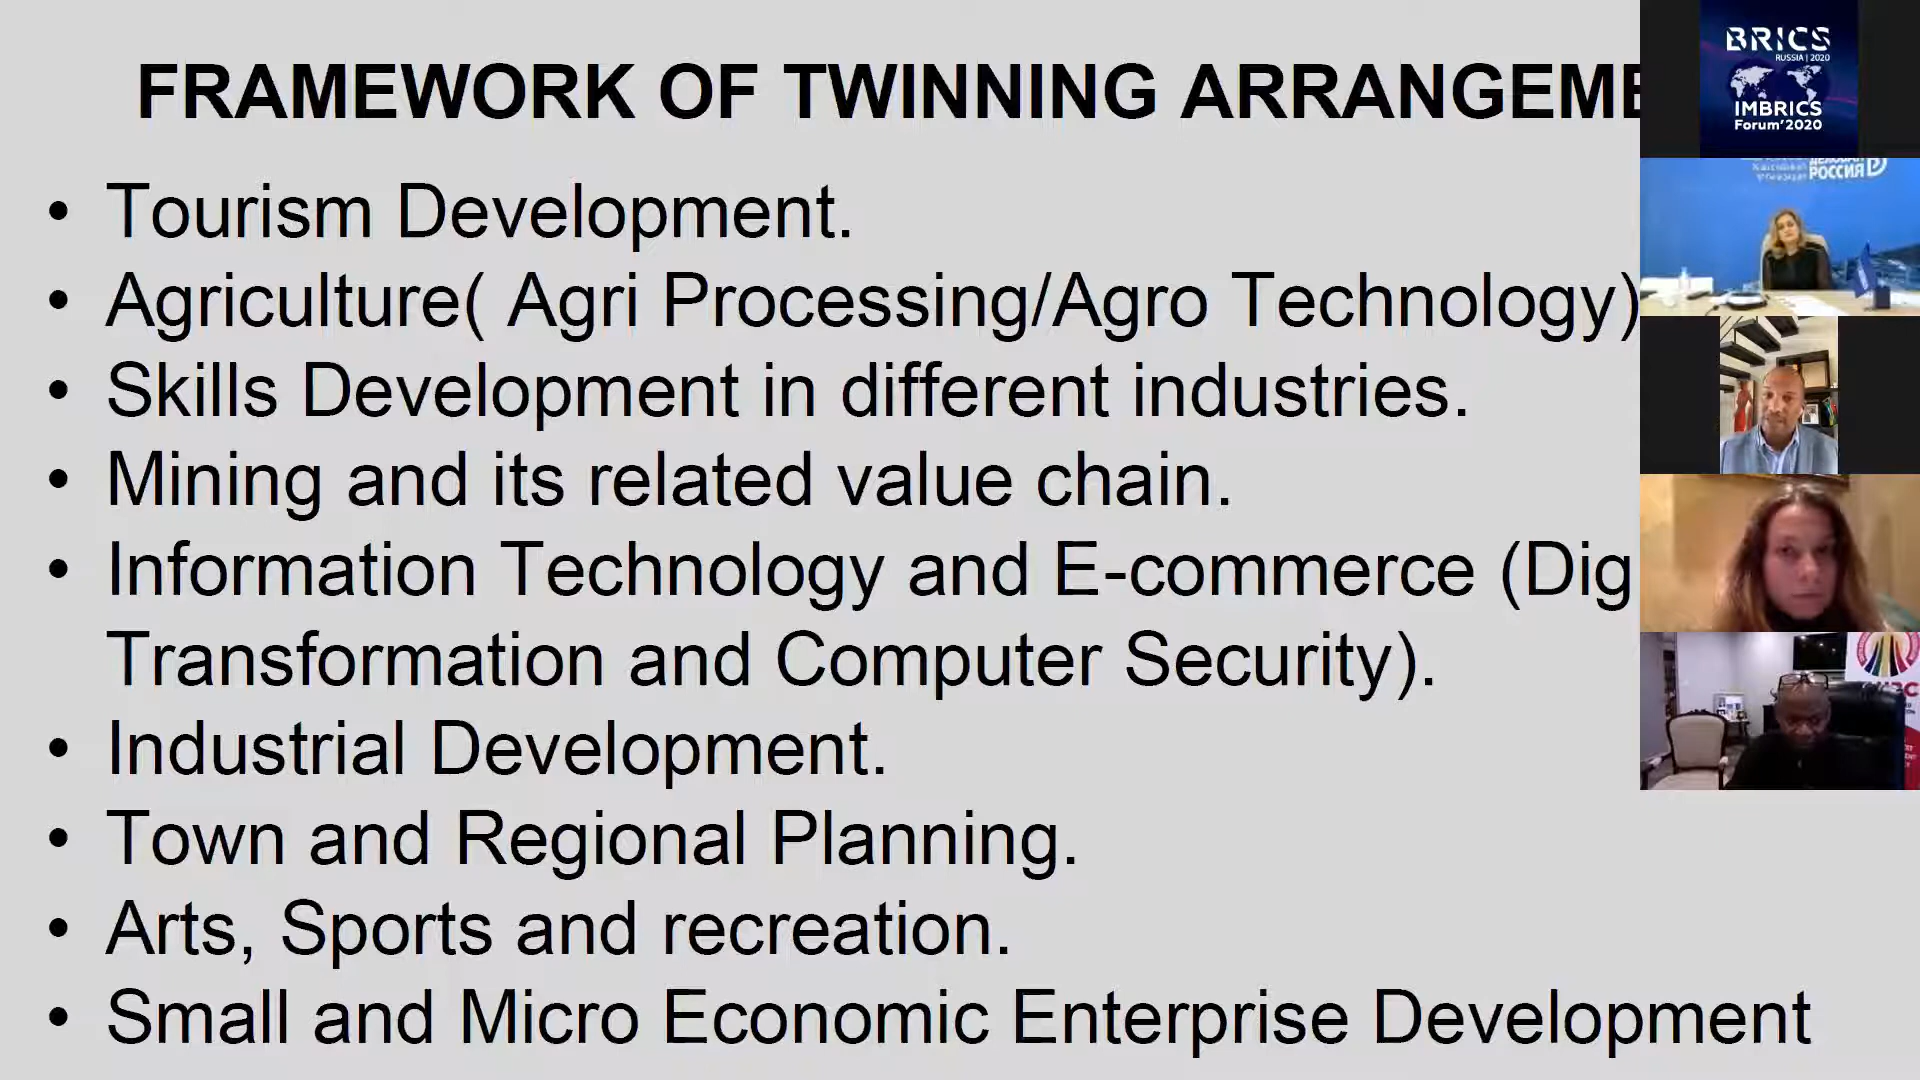 FRAMEWORK OF TWINNING ARRANGEME
• Tourism Development.
• Agriculture( Agri Processing/Agro Technology)
• Skills Development in different industries.
• Mining and its related value chain.
• Information Technology and E-commerce (Dig
Transformation and Computer Security).
• Industrial Development.
• Town and Regional Planning.
• Arts, Sports and recreation.
• Small and Micro Economic Enterprise Development
BRICS
RUSSIA | 2020
IMBRICS
Forum'2020
РОССИЯ